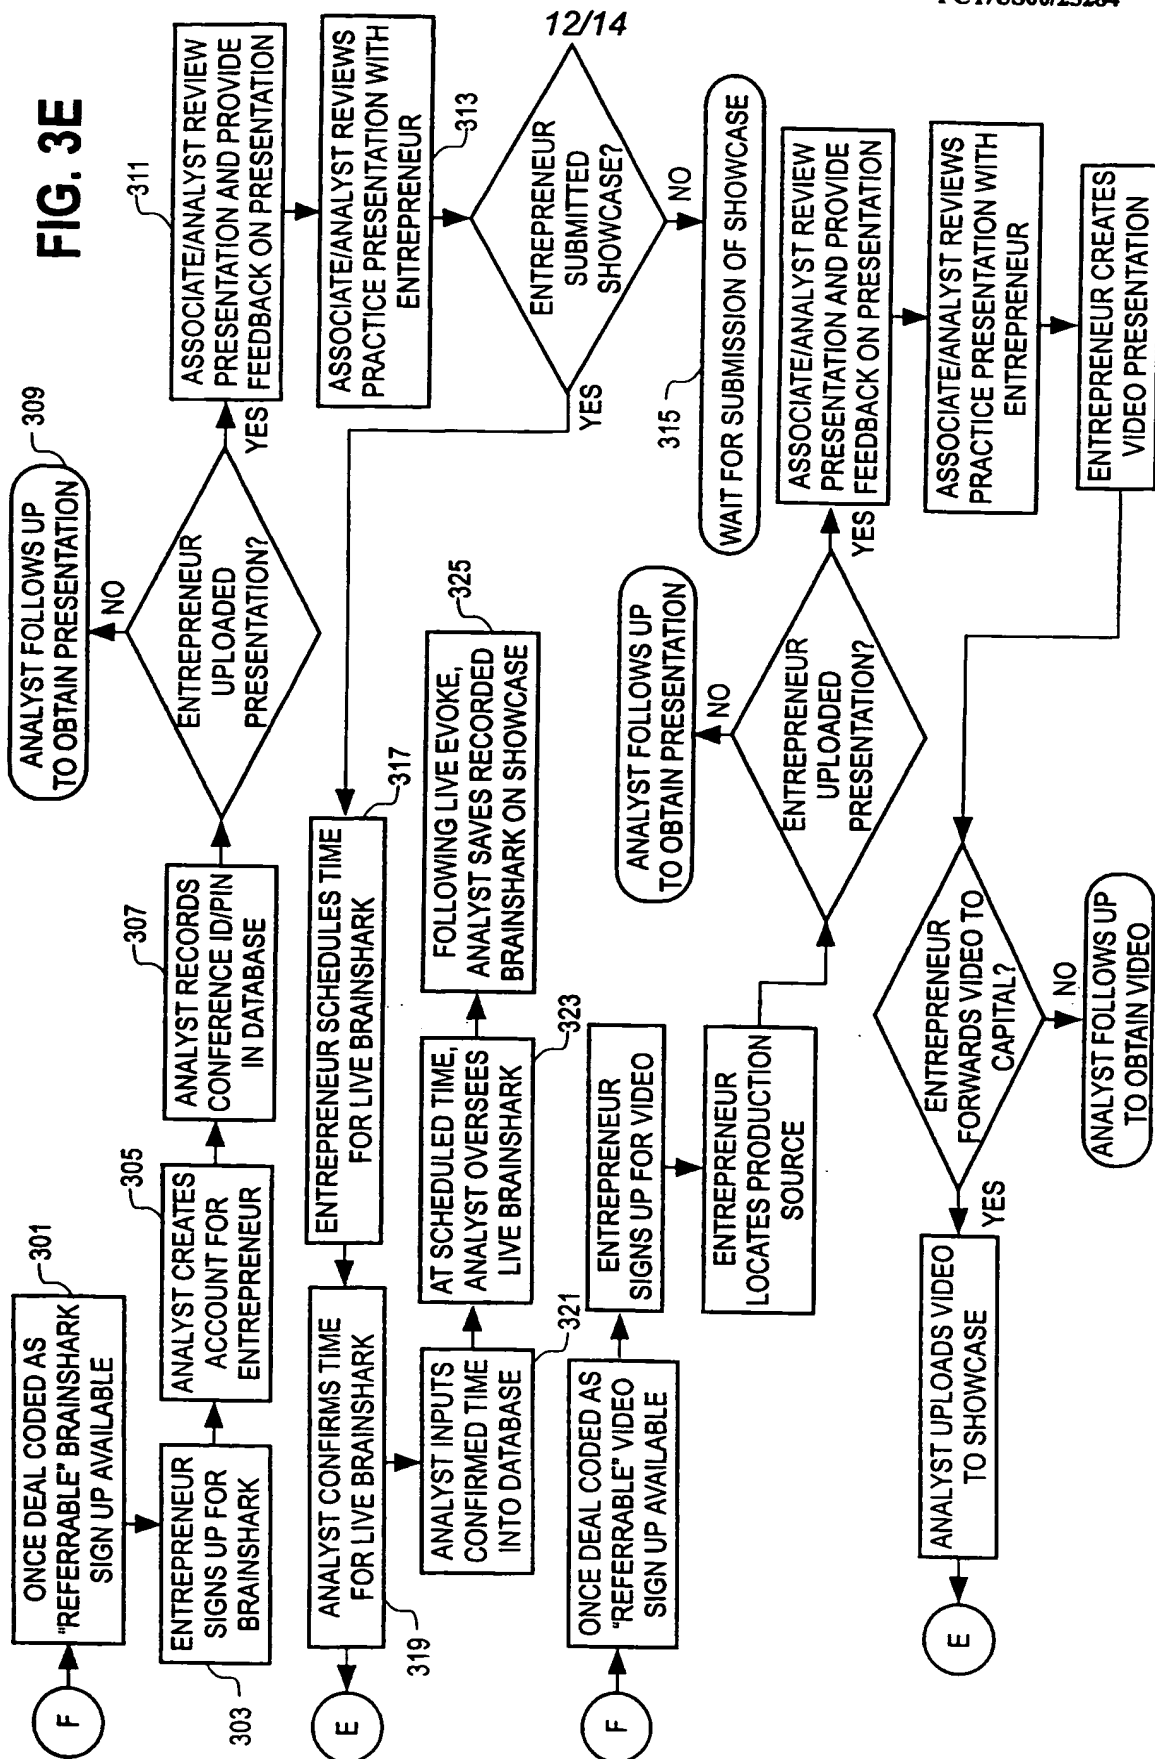 12/14
FIG. 3E
F
ONCE DEAL CODED AS
"REFERRABLE" BRAINSHARK
SIGN UP AVAILABLE
301
ENTREPRENEUR
SIGNS UP FOR
BRAINSHARK
303
ANALYST CREATES
ACCOUNT FOR
ENTREPRENEUR
305
ANALYST RECORDS
CONFERENCE ID/PIN
IN DATABASE
307
ENTREPRENEUR
UPLOADED
PRESENTATION?
NO
ANALYST FOLLOWS UP
TO OBTAIN PRESENTATION
309
YES
ASSOCIATE/ANALYST REVIEW
PRESENTATION AND PROVIDE
FEEDBACK ON PRESENTATION
311
ASSOCIATE/ANALYST REVIEWS
PRACTICE PRESENTATION WITH
ENTREPRENEUR
313
ENTREPRENEUR
SUBMITTED
SHOWCASE?
NO
WAIT FOR SUBMISSION OF SHOWCASE
315
YES
ENTREPRENEUR SCHEDULES TIME
FOR LIVE BRAINSHARK
317
ANALYST CONFIRMS TIME
FOR LIVE BRAINSHARK
319
E
ANALYST INPUTS
CONFIRMED TIME
INTO DATABASE
321
AT SCHEDULED TIME,
ANALYST OVERSEES
LIVE BRAINSHARK
323
FOLLOWING LIVE EVOKE,
ANALYST SAVES RECORDED
BRAINSHARK ON SHOWCASE
325
F
ONCE DEAL CODED AS
"REFERRABLE" VIDEO
SIGN UP AVAILABLE
ENTREPRENEUR
SIGNS UP FOR VIDEO
ENTREPRENEUR
LOCATES PRODUCTION
SOURCE
ENTREPRENEUR
UPLOADED
PRESENTATION?
NO
ANALYST FOLLOWS UP
TO OBTAIN PRESENTATION
YES
ASSOCIATE/ANALYST REVIEW
PRESENTATION AND PROVIDE
FEEDBACK ON PRESENTATION
ASSOCIATE/ANALYST REVIEWS
PRACTICE PRESENTATION WITH
ENTREPRENEUR
ENTREPRENEUR CREATES
VIDEO PRESENTATION
ENTREPRENEUR
FORWARDS VIDEO TO
CAPITAL?
NO
ANALYST FOLLOWS UP
TO OBTAIN VIDEO
YES
ANALYST UPLOADS VIDEO
TO SHOWCASE
E